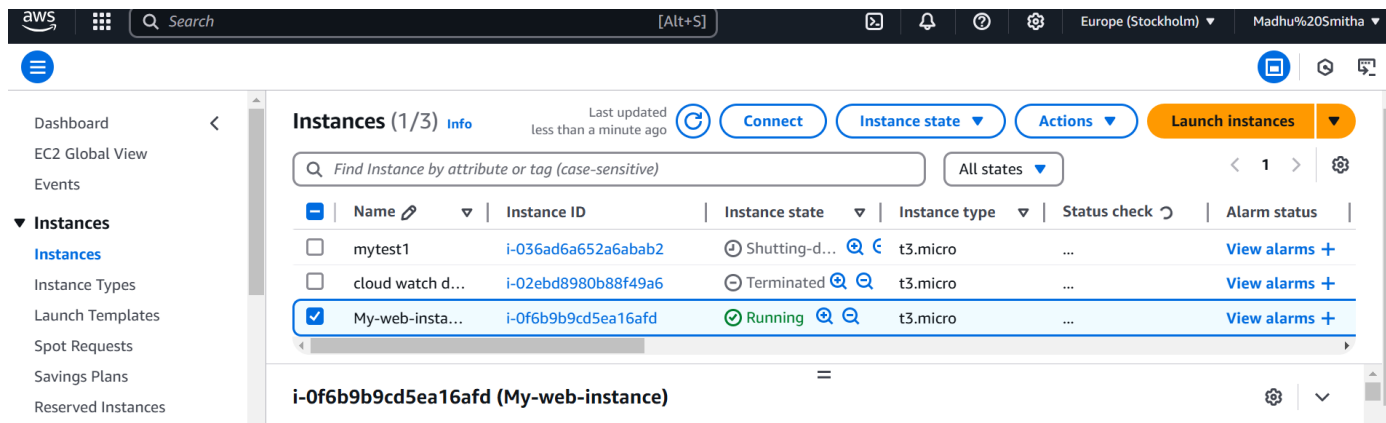 aws Search [Alt+S] Europe (Stockholm) Madhu%20Smitha
Dashboard
EC2 Global View
Events
Instances
Instances
Instance Types
Launch Templates
Spot Requests
Savings Plans
Reserved Instances
Instances (1/3) Info Last updated less than a minute ago Connect Instance state Actions Launch instances
Find Instance by attribute or tag (case-sensitive) All states 1
Name Instance ID Instance state Instance type Status check Alarm status
mytest1 i-036ad6a652a6abab2 Shutting-d... t3.micro ... View alarms +
cloud watch d... i-02ebd8980b88f49a6 Terminated t3.micro ... View alarms +
My-web-insta... i-0f6b9b9cd5ea16afd Running t3.micro ... View alarms +
i-0f6b9b9cd5ea16afd (My-web-instance)